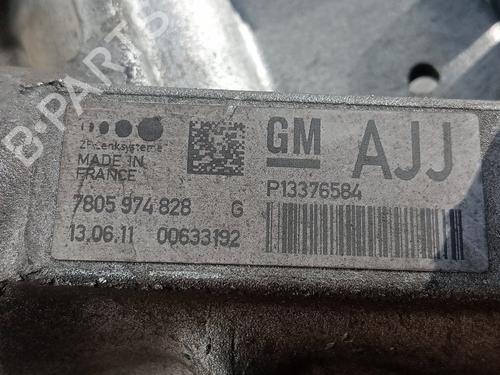 B-Parts
ZF-Lenksysteme
MADE IN
FRANCE
7805 974 828 G
13.06.11 00633192
GM AJJ
P13376584